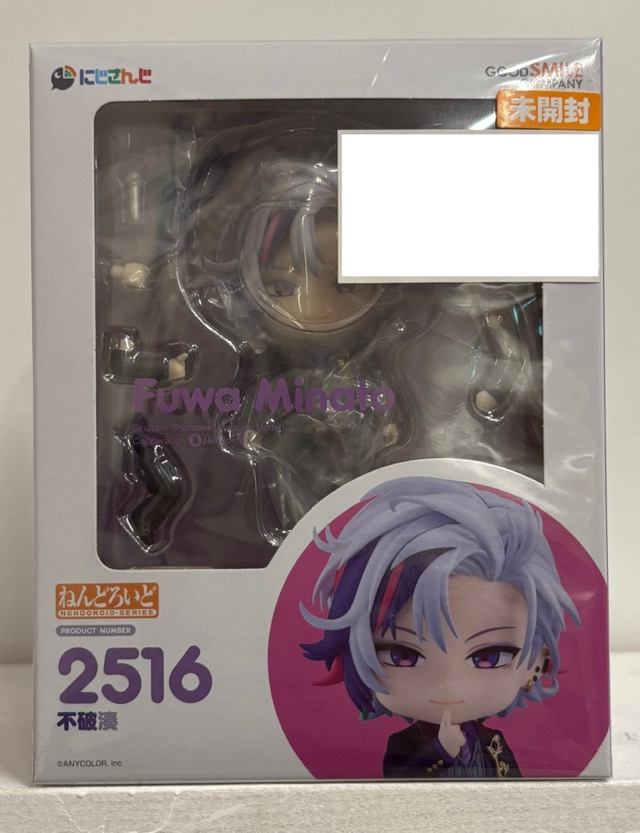 にじさんじ
GOOD SMILE
COMPANY
未開封
Fuwa Minato
Cooperation
ねんどろいど
NENDOROID・SERIES
PRODUCT NUMBER
2516
不破湊
©ANYCOLOR, Inc.